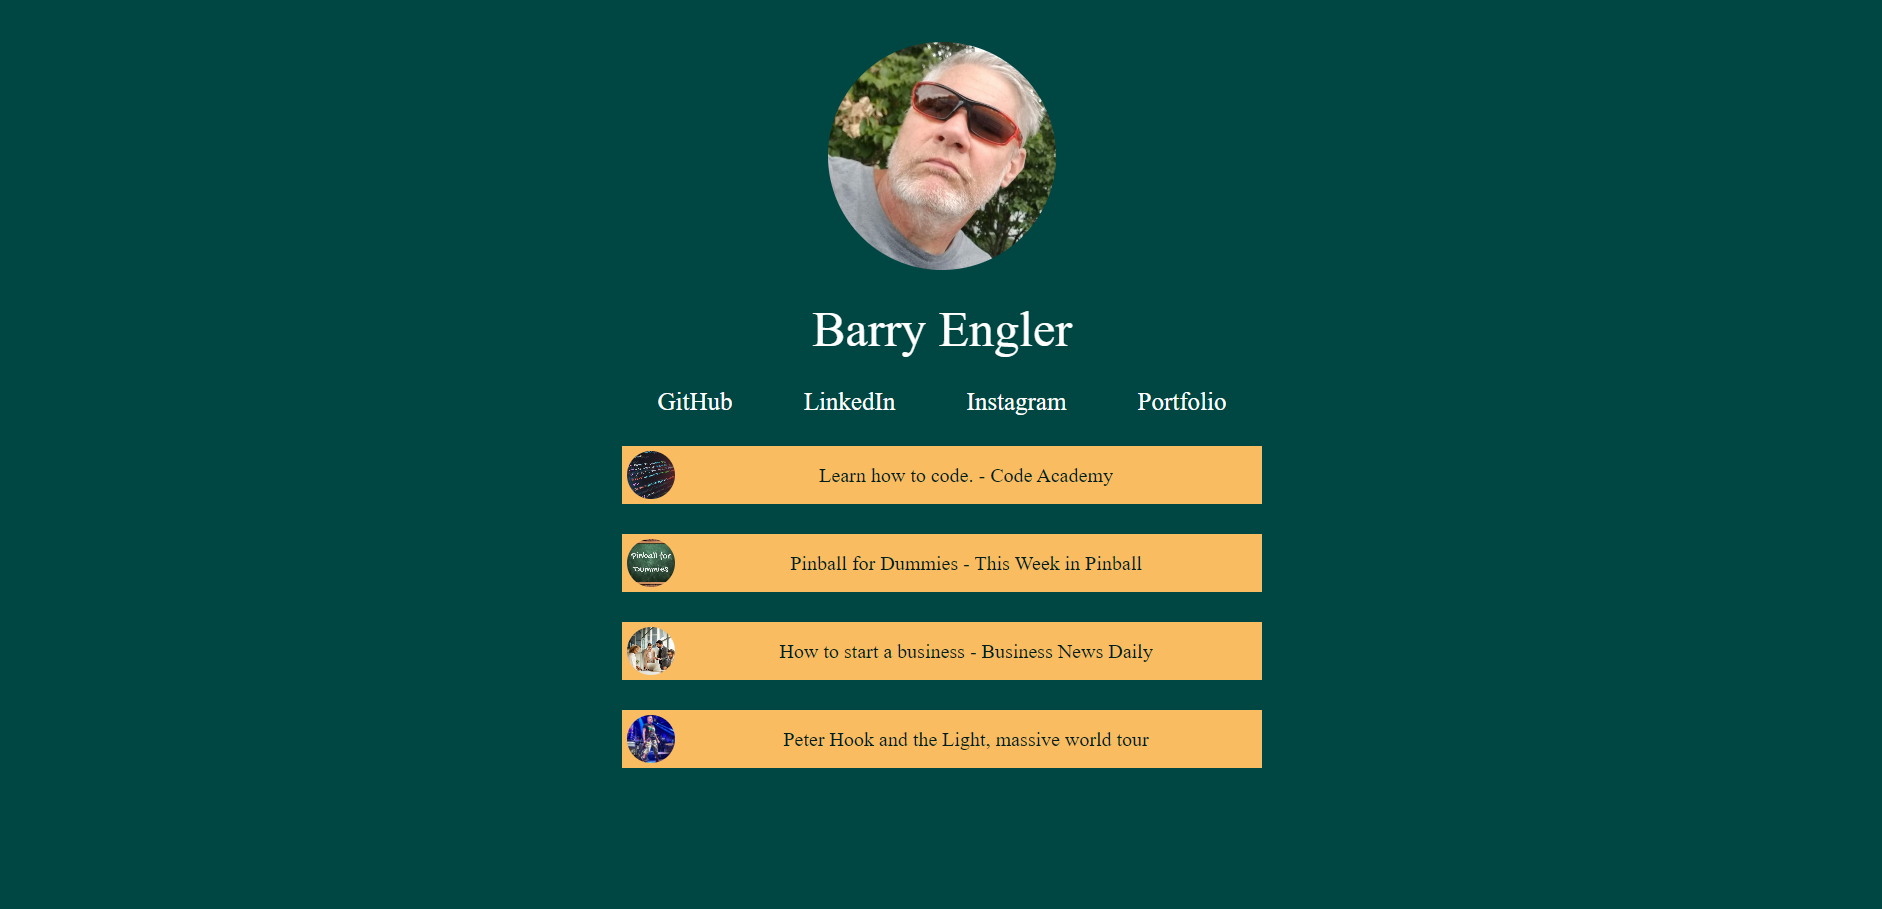 Barry Engler
GitHub LinkedIn Instagram Portfolio
Learn how to code. - Code Academy
Pinball for
Dummies
Pinball for Dummies - This Week in Pinball
How to start a business - Business News Daily
Peter Hook and the Light, massive world tour